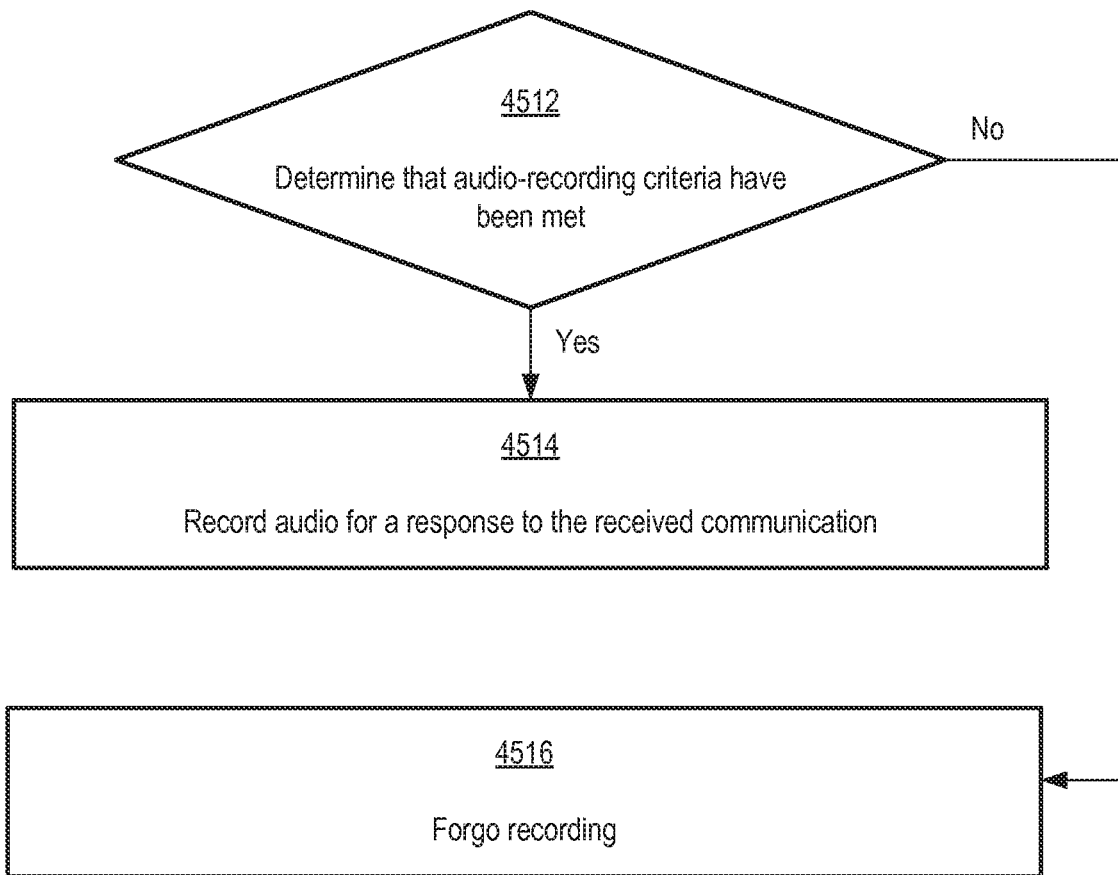 4512
No
Determine that audio-recording criteria have
been met
Yes
4514
Record audio for a response to the received communication
4516
Forgo recording